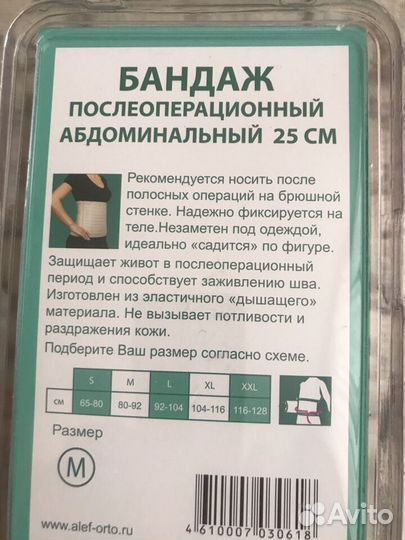 БАНДАЖ
ПОСЛЕОПЕРАЦИОННЫЙ
АБДОМИНАЛЬНЫЙ 25 СМ
Рекомендуется носить после
полосных операций на брюшной
стенке. Надежно фиксируется на
теле.Незаметен под одеждой,
идеально «садится» по фигуре.
Защищает живот в послеоперационный
период и способствует заживлению шва.
Изготовлен из эластичного «дышащего»
материала. Не вызывает потливости и
раздражения кожи.
Подберите Ваш размер согласно схеме.
S M L XL XXL
см 65-80 80-92 92-104 104-116 116-128
Размер
M
www.alef-orto.ru
4610007030618
Avito